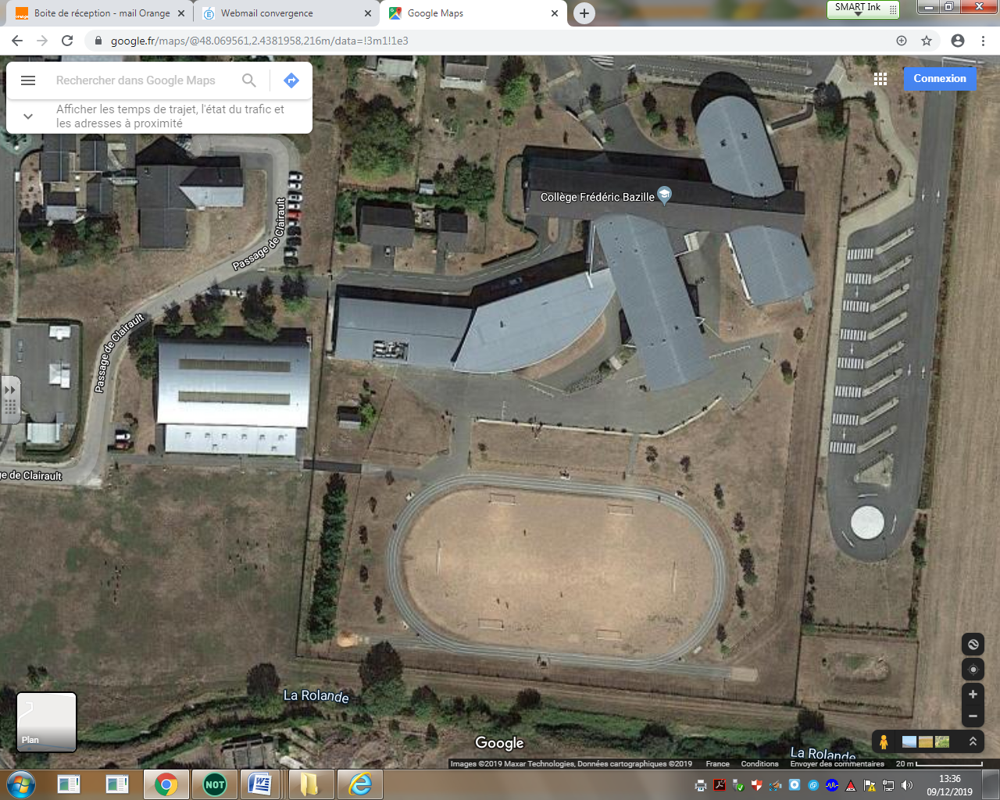 Boite de réception - mail Orange
Webmail convergence
Google Maps
SMART Ink
google.fr/maps/@48.069561,2.4381958,216m/data=!3m1!1e3
Rechercher dans Google Maps
Connexion
Afficher les temps de trajet, l'état du trafic et
les adresses à proximité
Collège Frédéric Bazille
Passage de Clairault
Passage de Clairault
ge de Clairault
La Rolande
Plan
Google
La Rolande
Images ©2019 Maxar Technologies, Données cartographiques ©2019 France Conditions Envoyer des commentaires 20 m
NOT
13:36
09/12/2019